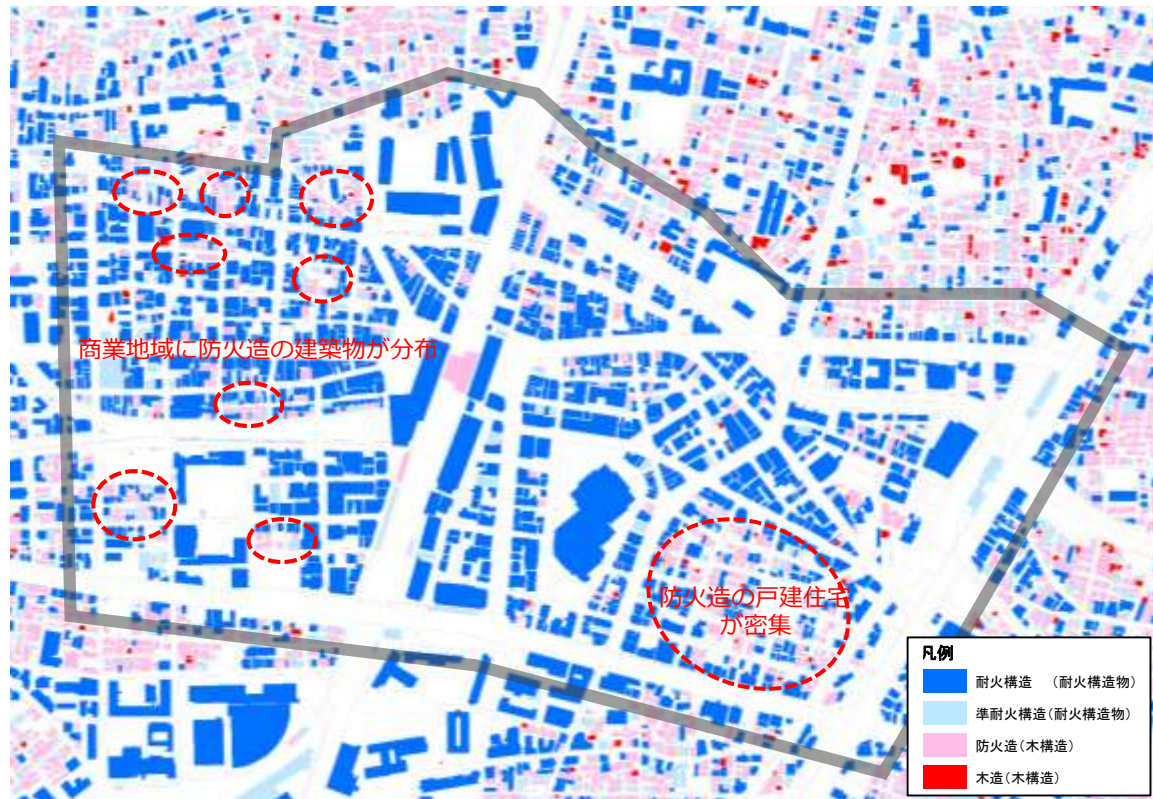 商業地域に防火造の建築物が分布
防火造の戸建住宅
が密集
凡例
耐火構造　（耐火構造物）
準耐火構造（耐火構造物）
防火造（木構造）
木造（木構造）